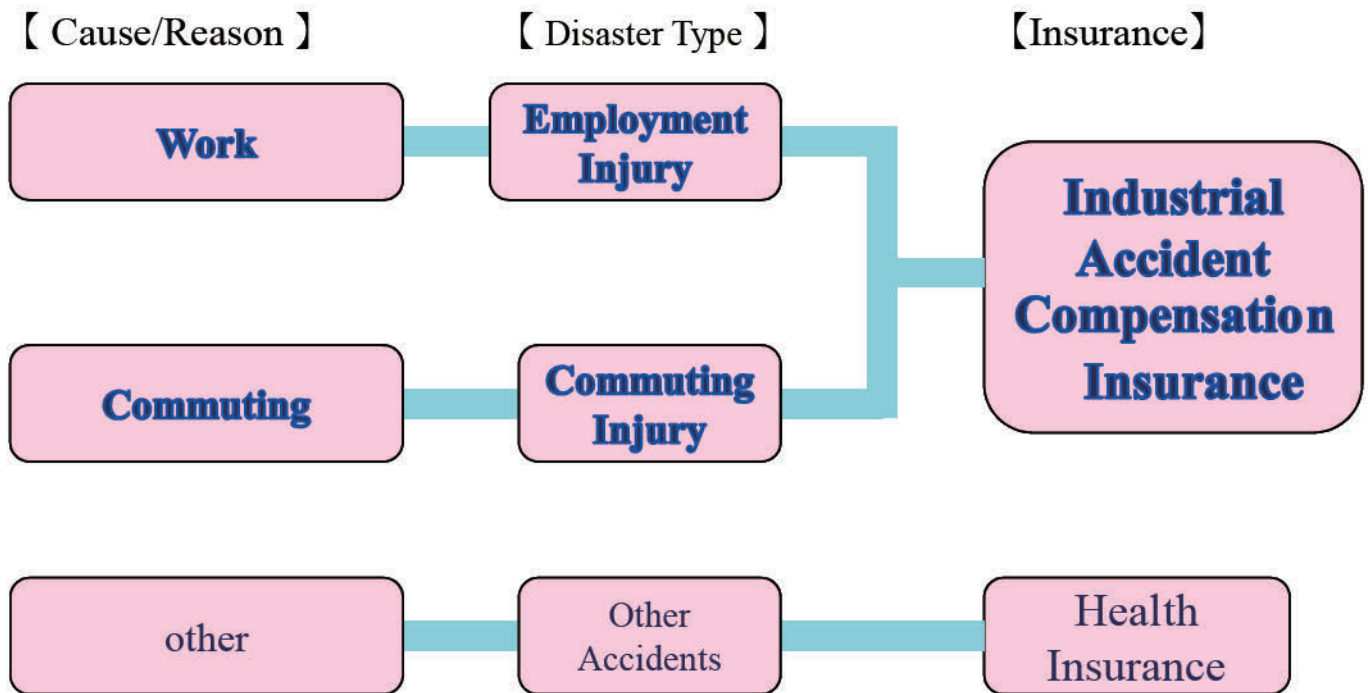 【 Cause/Reason 】
【 Disaster Type 】
【Insurance】
Work
Employment
Injury
Industrial
Accident
Compensation
Insurance
Commuting
Commuting
Injury
other
Other
Accidents
Health
Insurance